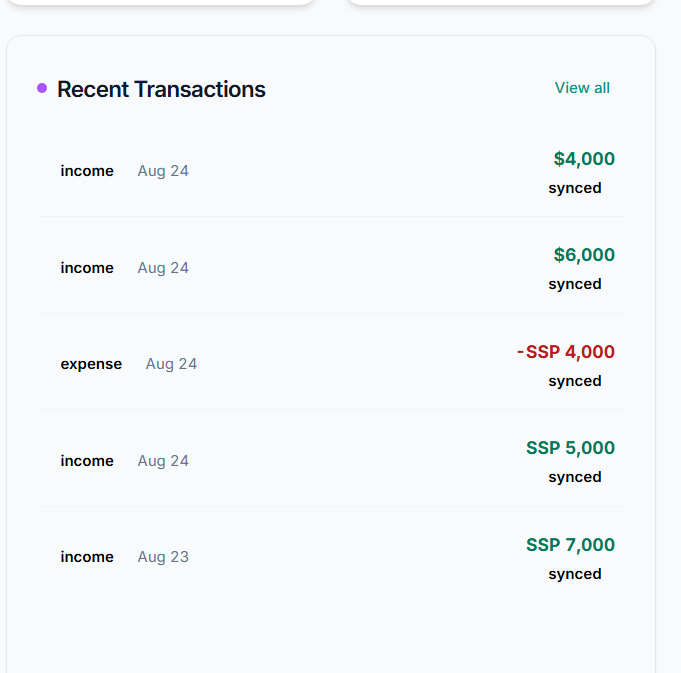 Recent Transactions View all
income Aug 24 $4,000
synced
income Aug 24 $6,000
synced
expense Aug 24 -SSP 4,000
synced
income Aug 24 SSP 5,000
synced
income Aug 23 SSP 7,000
synced